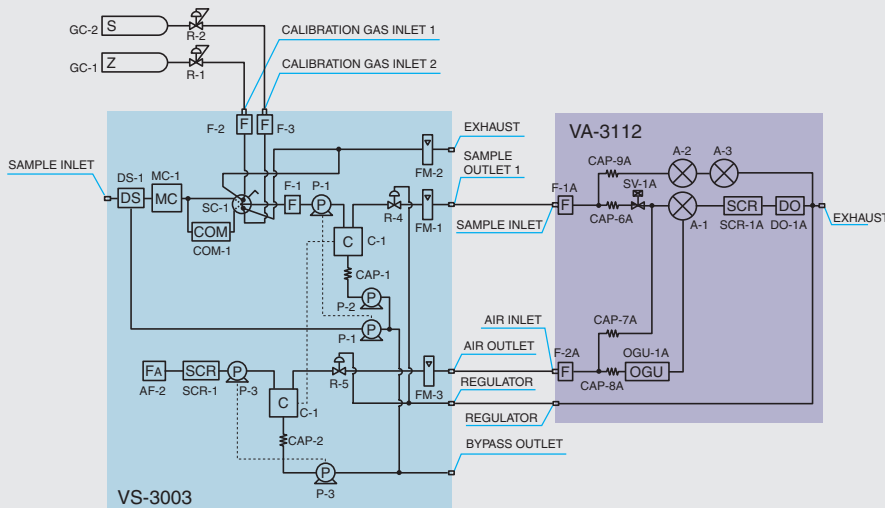 GC-2 S R-2 CALIBRATION GAS INLET 1
GC-1 Z R-1 CALIBRATION GAS INLET 2
F-2 F F F-3
EXHAUST
VA-3112
SAMPLE INLET
DS-1 MC-1
DS MC
SC-1
COM
COM-1
F-1 P-1
F P
R-4
FM-2
SAMPLE
OUTLET 1
FM-1
SAMPLE INLET
C C-1
CAP-1
P-2 P
P-1 P
F-1A
F
CAP-9A
A-2 A-3
SV-1A
CAP-6A
A-1
SCR DO
SCR-1A DO-1A
EXHAUST
AIR INLET
AIR OUTLET
REGULATOR
REGULATOR
BYPASS OUTLET
CAP-7A
F-2A
F
CAP-8A
OGU-1A
OGU
FA SCR P
AF-2 SCR-1 P-3
R-5
FM-3
C C-1
CAP-2
P
P-3
VS-3003